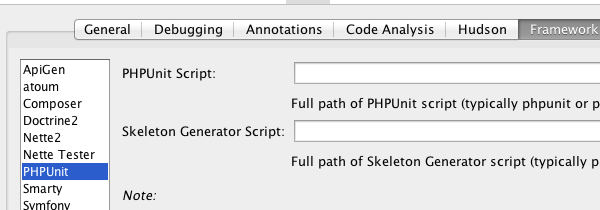 General Debugging Annotations Code Analysis Hudson Framework
ApiGen
atoum
Composer
Doctrine2
Nette2
Nette Tester
PHPUnit
Smarty
Symfony
PHPUnit Script:
Full path of PHPUnit script (typically phpunit or p
Skeleton Generator Script:
Full path of Skeleton Generator script (typically p
Note: